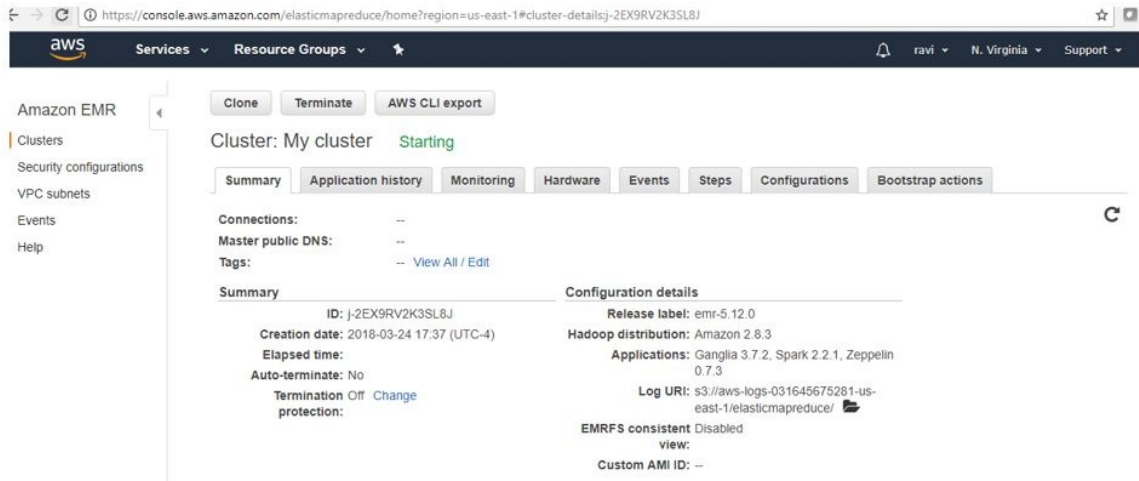 https://console.aws.amazon.com/elasticmapreduce/home?region=us-east-1#cluster-details:j-2EX9RV2K3SL8J
aws Services Resource Groups ravi N. Virginia Support
Amazon EMR
Clusters
Security configurations
VPC subnets
Events
Help
Clone Terminate AWS CLI export
Cluster: My cluster Starting
Summary Application history Monitoring Hardware Events Steps Configurations Bootstrap actions
Connections: --
Master public DNS: --
Tags: -- View All / Edit
Summary
ID: j-2EX9RV2K3SL8J
Creation date: 2018-03-24 17:37 (UTC-4)
Elapsed time:
Auto-terminate: No
Termination Off Change
protection:
Configuration details
Release label: emr-5.12.0
Hadoop distribution: Amazon 2.8.3
Applications: Ganglia 3.7.2, Spark 2.2.1, Zeppelin
0.7.3
Log URI: s3://aws-logs-031645675281-us-
east-1/elasticmapreduce/
EMRFS consistent Disabled
view:
Custom AMI ID: --